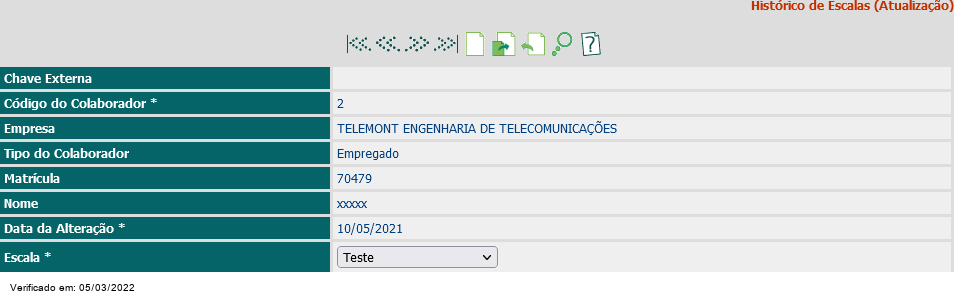 Histórico de Escalas (Atualização)
?
Chave Externa
Código do Colaborador * 2
Empresa TELEMONT ENGENHARIA DE TELECOMUNICAÇÕES
Tipo do Colaborador Empregado
Matrícula 70479
Nome xxxxx
Data da Alteração * 10/05/2021
Escala * Teste
Verificado em: 05/03/2022